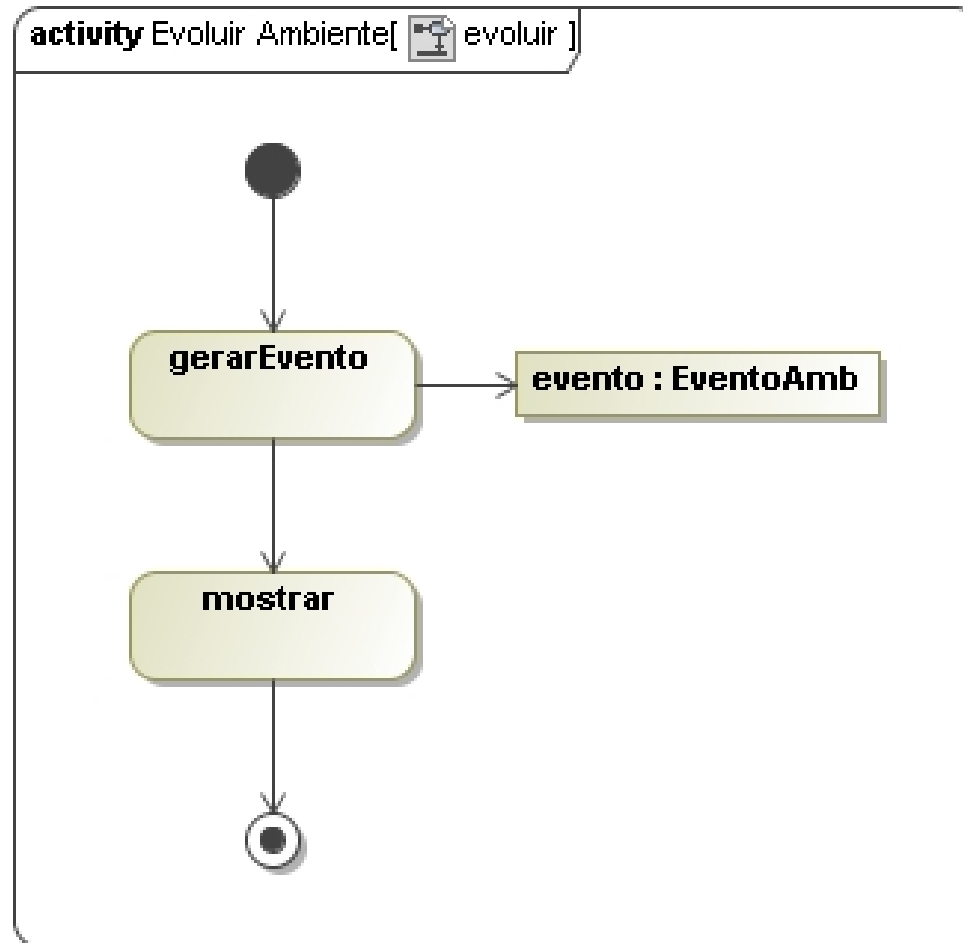 activity Evoluir Ambiente[ evoluir ]
gerarEvento
evento : EventoAmb
mostrar